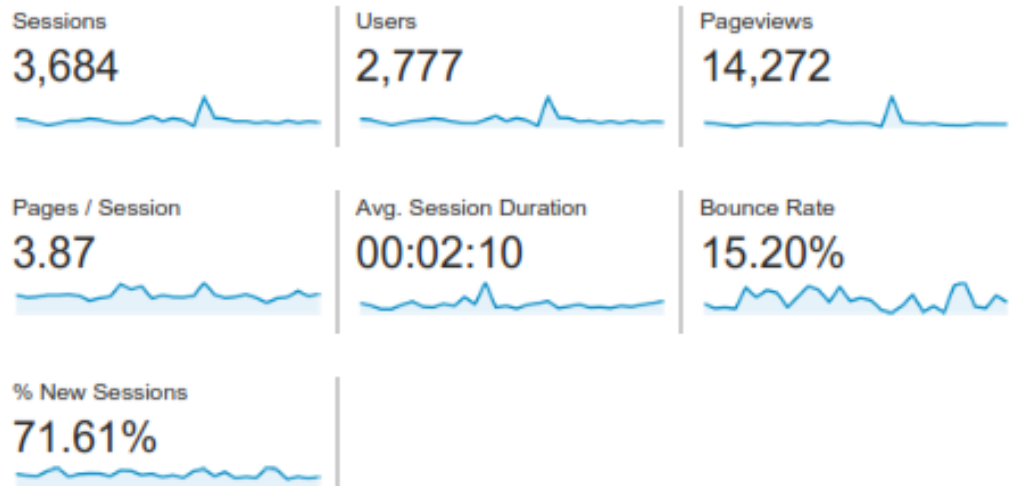 Sessions
3,684
Users
2,777
Pageviews
14,272
Pages / Session
3.87
Avg. Session Duration
00:02:10
Bounce Rate
15.20%
% New Sessions
71.61%